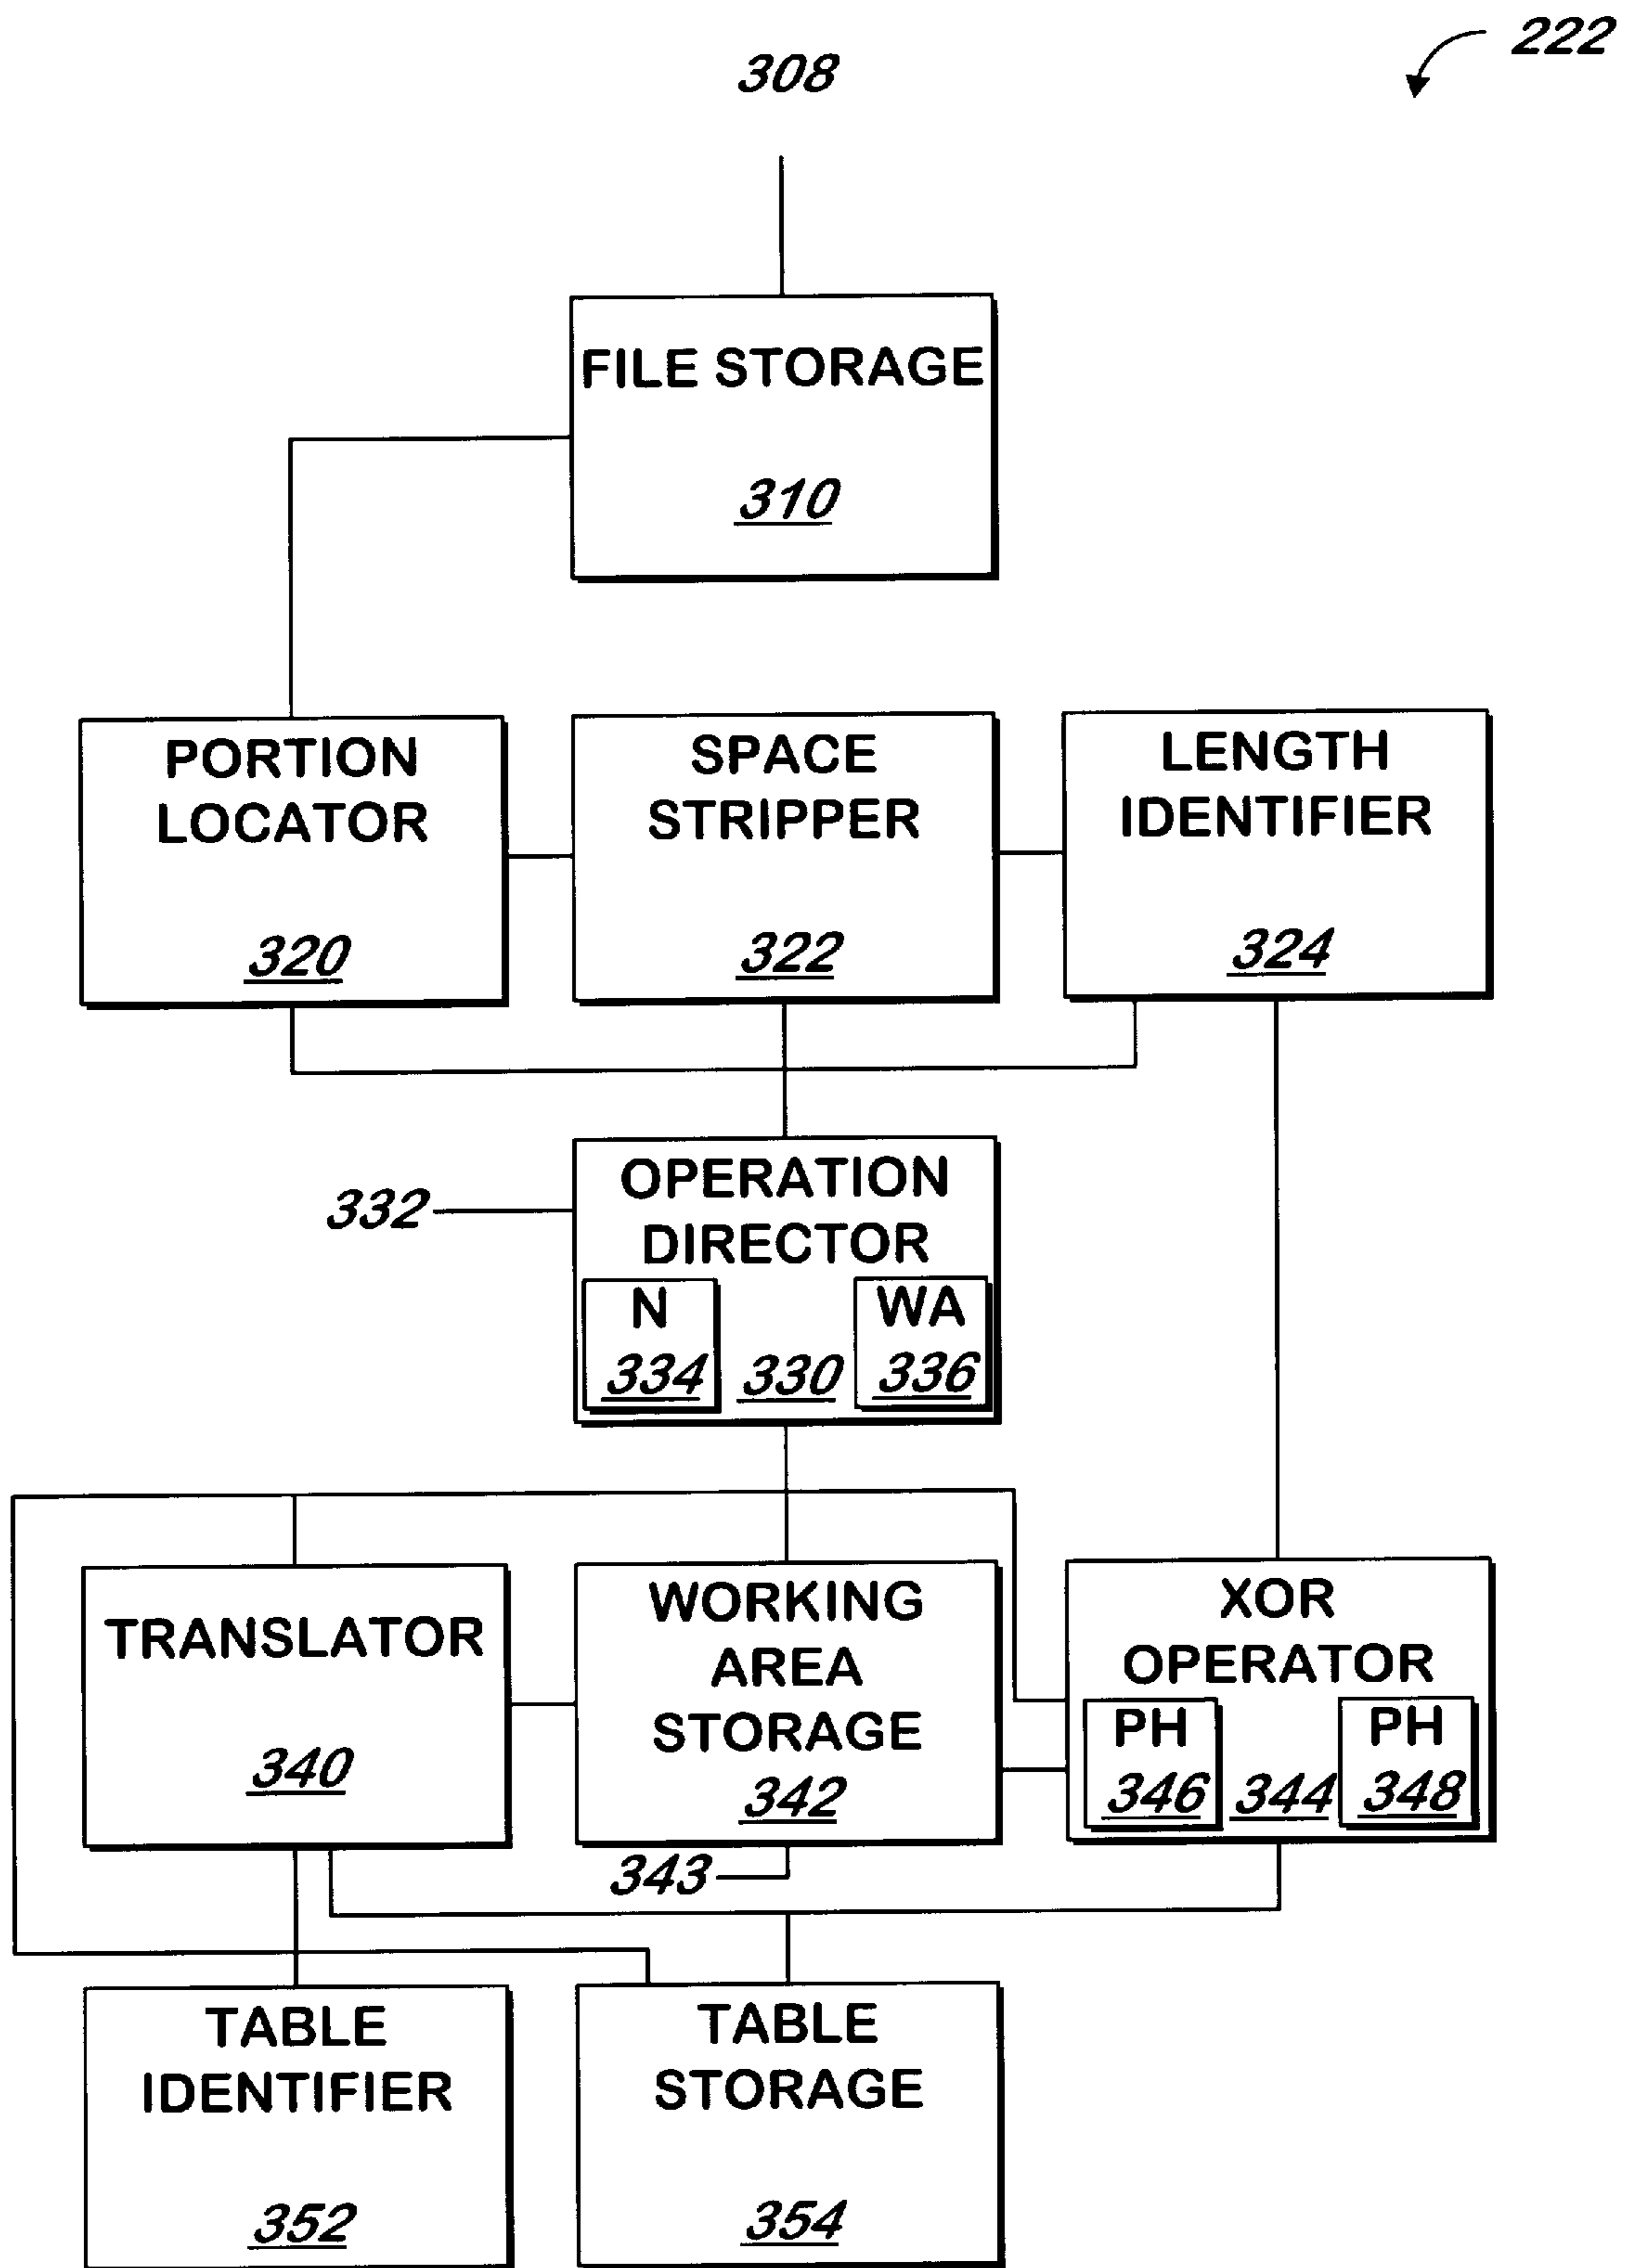 222
308
FILE STORAGE
310
PORTION
LOCATOR
320
SPACE
STRIPPER
322
LENGTH
IDENTIFIER
324
OPERATION
DIRECTOR
332
N
334
330
WA
336
TRANSLATOR
340
WORKING
AREA
STORAGE
342
343
XOR
OPERATOR
PH
346
344
PH
348
TABLE
IDENTIFIER
352
TABLE
STORAGE
354